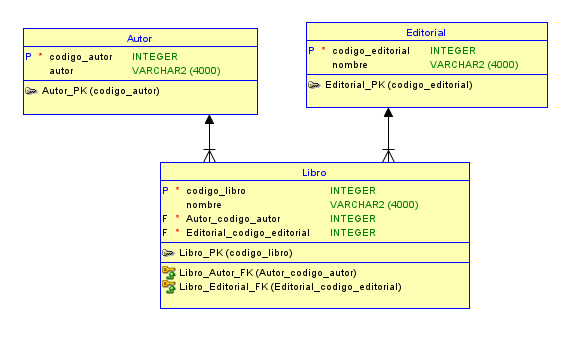 Autor
P * codigo_autor INTEGER
autor VARCHAR2 (4000)
Autor_PK (codigo_autor)
Editorial
P * codigo_editorial INTEGER
nombre VARCHAR2 (4000)
Editorial_PK (codigo_editorial)
Libro
P * codigo_libro INTEGER
nombre VARCHAR2 (4000)
F * Autor_codigo_autor INTEGER
F * Editorial_codigo_editorial INTEGER
Libro_PK (codigo_libro)
Libro_Autor_FK (Autor_codigo_autor)
Libro_Editorial_FK (Editorial_codigo_editorial)